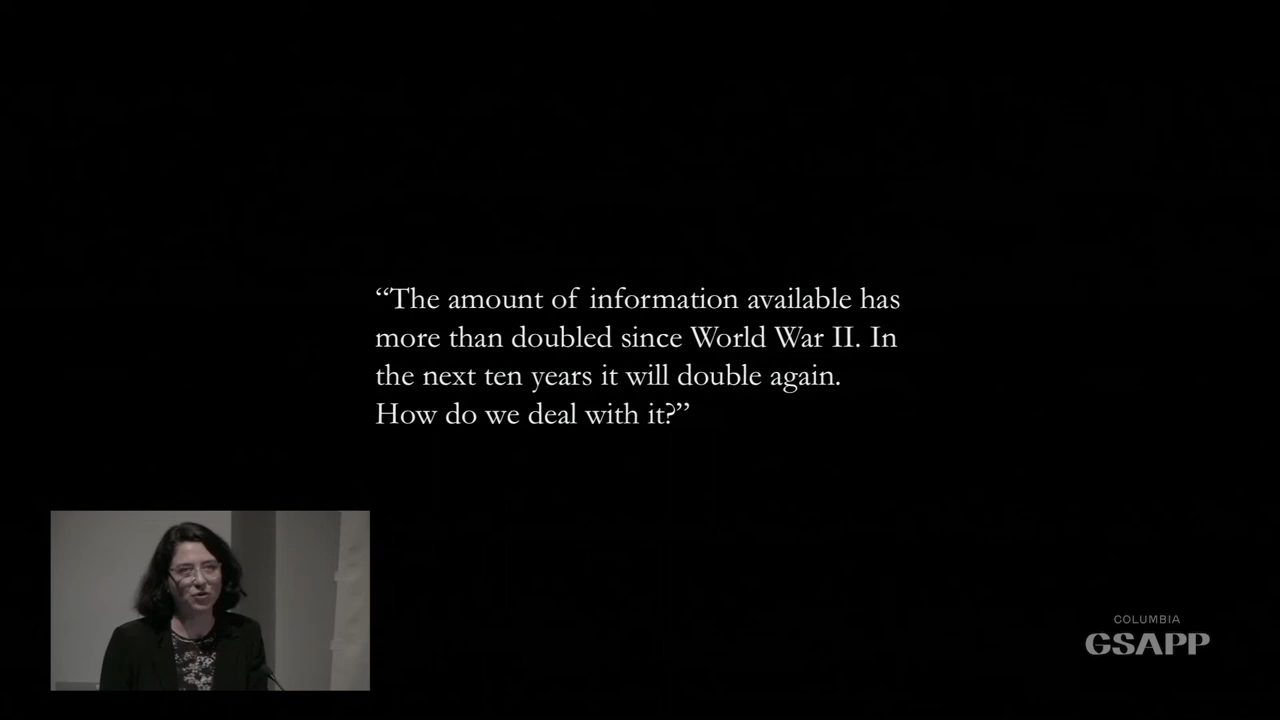 “The amount of information available has
more than doubled since World War II. In
the next ten years it will double again.
How do we deal with it?”
COLUMBIA
GSAPP